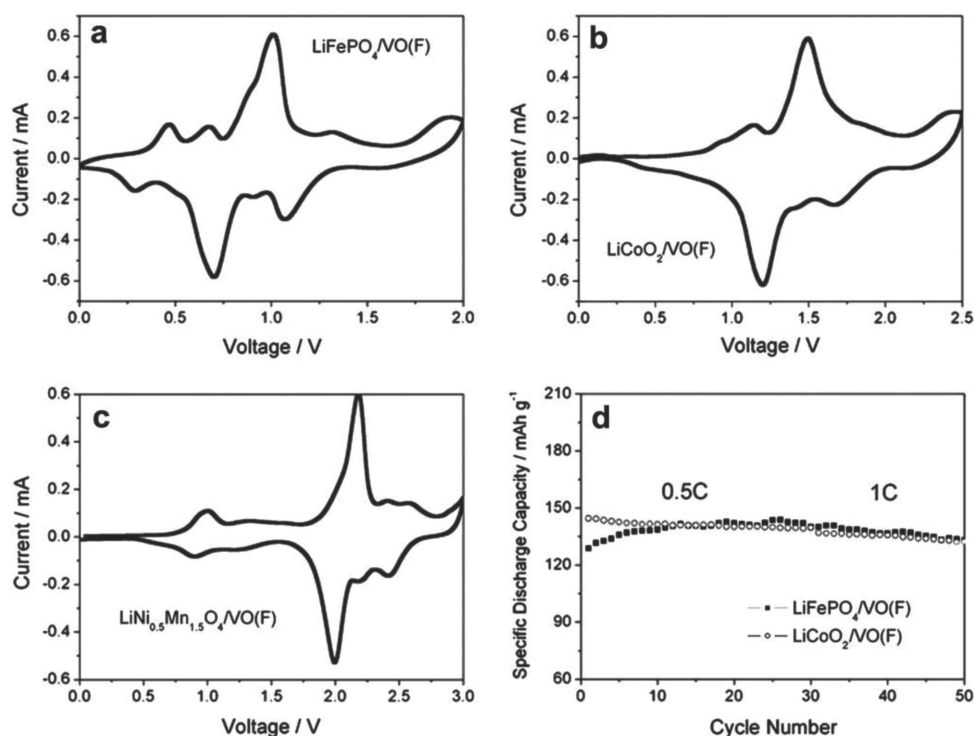 a
LiFePO4/VO(F)
0.6
0.4
0.2
0.0
-0.2
-0.4
-0.6
Current / mA
0.0
0.5
1.0
1.5
2.0
Voltage / V
b
LiCoO2/VO(F)
0.6
0.4
0.2
0.0
-0.2
-0.4
-0.6
Current / mA
0.0
0.5
1.0
1.5
2.0
2.5
Voltage / V
c
LiNi0.5Mn1.5O4/VO(F)
0.6
0.4
0.2
0.0
-0.2
-0.4
-0.6
Current / mA
0.0
1.0
2.0
3.0
Voltage / V
d
0.5C
1C
LiFePO4/VO(F)
LiCoO2/VO(F)
210
180
150
120
90
60
Specific Discharge Capacity / mAh g-1
0
10
20
30
40
50
Cycle Number